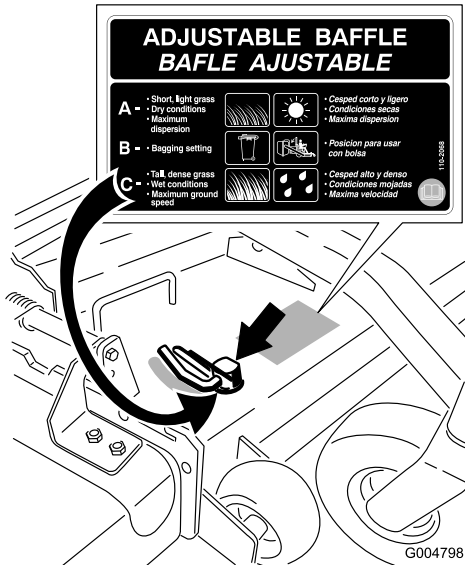 ADJUSTABLE BAFFLE
BAFLE AJUSTABLE
A - • Short, light grass
• Dry conditions
• Maximum
dispersion
• Cesped corto y ligero
• Condiciones secas
• Maxima dispersion
B - • Bagging setting
• Posicion para usar
con bolsa
C - • Tall, dense grass
• Wet conditions
• Maximum ground
speed
• Cesped alto y denso
• Condiciones mojadas
• Maxima velocidad
110-2068
G004798